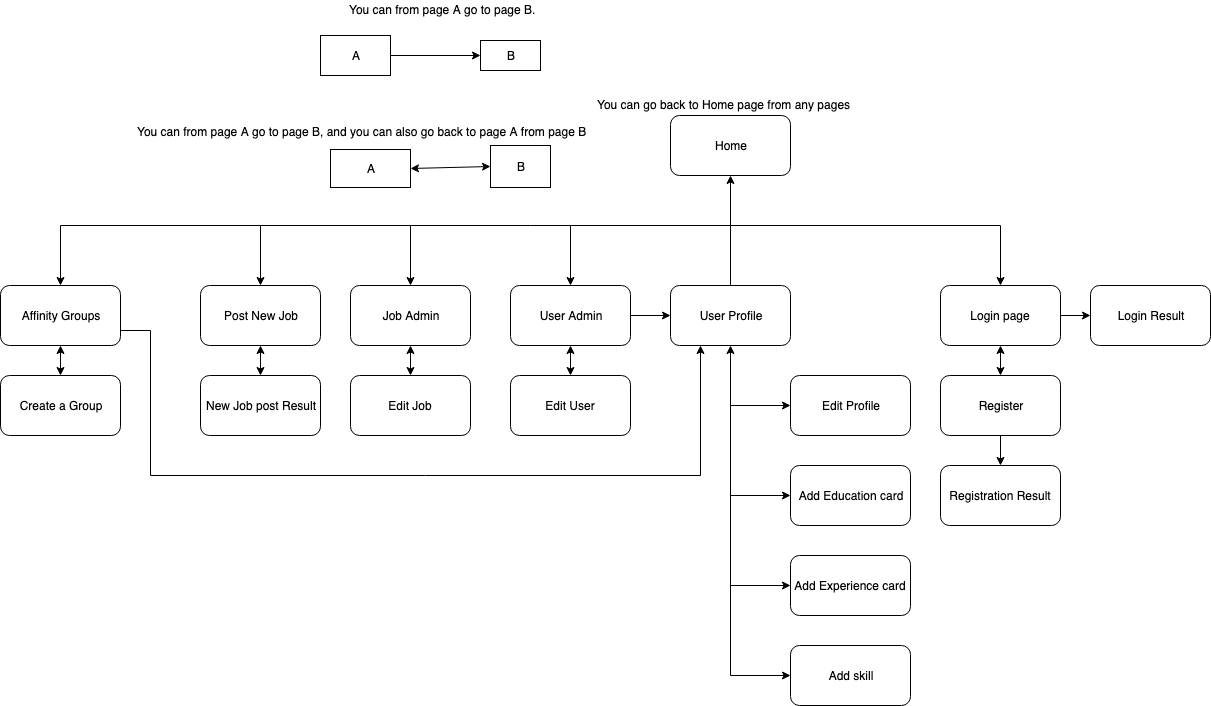 You can from page A go to page B.
A
B
You can go back to Home page from any pages
You can from page A go to page B, and you can also go back to page A from page B
Home
A
B
Affinity Groups
Post New Job
Job Admin
User Admin
User Profile
Login page
Login Result
Create a Group
New Job post Result
Edit Job
Edit User
Edit Profile
Register
Add Education card
Registration Result
Add Experience card
Add skill